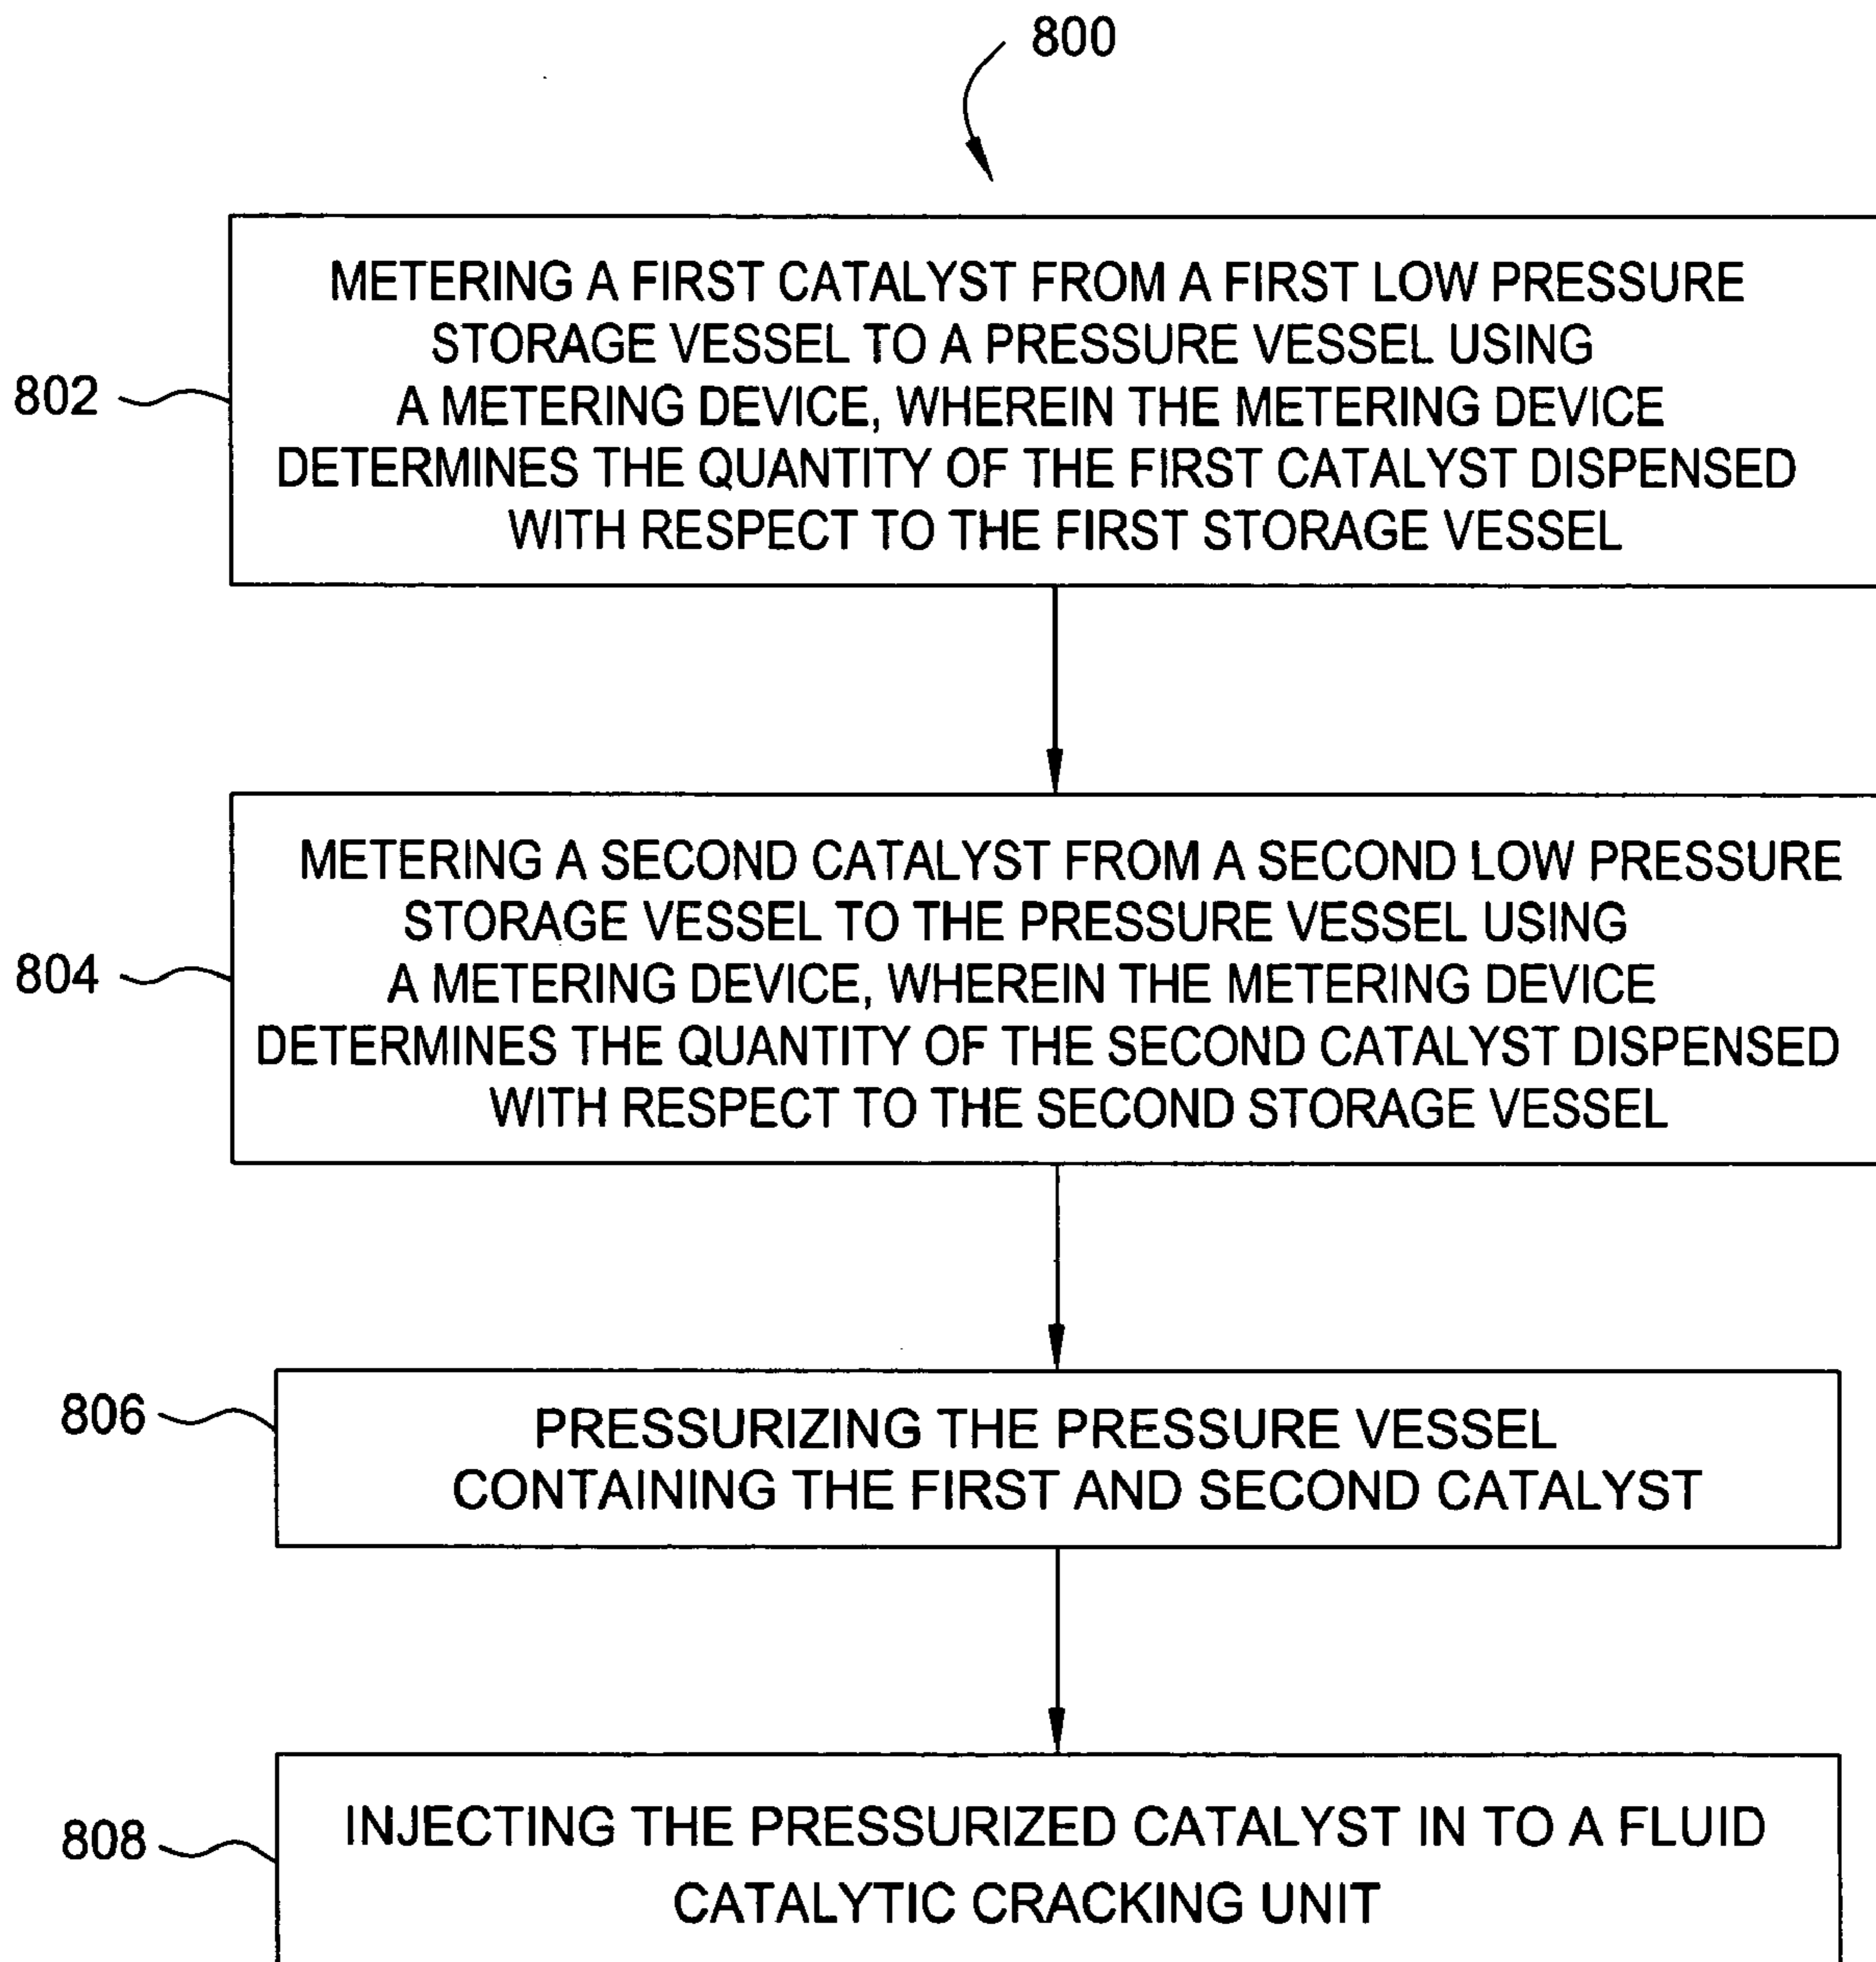 800
802
METERING A FIRST CATALYST FROM A FIRST LOW PRESSURE
STORAGE VESSEL TO A PRESSURE VESSEL USING
A METERING DEVICE, WHEREIN THE METERING DEVICE
DETERMINES THE QUANTITY OF THE FIRST CATALYST DISPENSED
WITH RESPECT TO THE FIRST STORAGE VESSEL
804
METERING A SECOND CATALYST FROM A SECOND LOW PRESSURE
STORAGE VESSEL TO THE PRESSURE VESSEL USING
A METERING DEVICE, WHEREIN THE METERING DEVICE
DETERMINES THE QUANTITY OF THE SECOND CATALYST DISPENSED
WITH RESPECT TO THE SECOND STORAGE VESSEL
806
PRESSURIZING THE PRESSURE VESSEL
CONTAINING THE FIRST AND SECOND CATALYST
808
INJECTING THE PRESSURIZED CATALYST IN TO A FLUID
CATALYTIC CRACKING UNIT